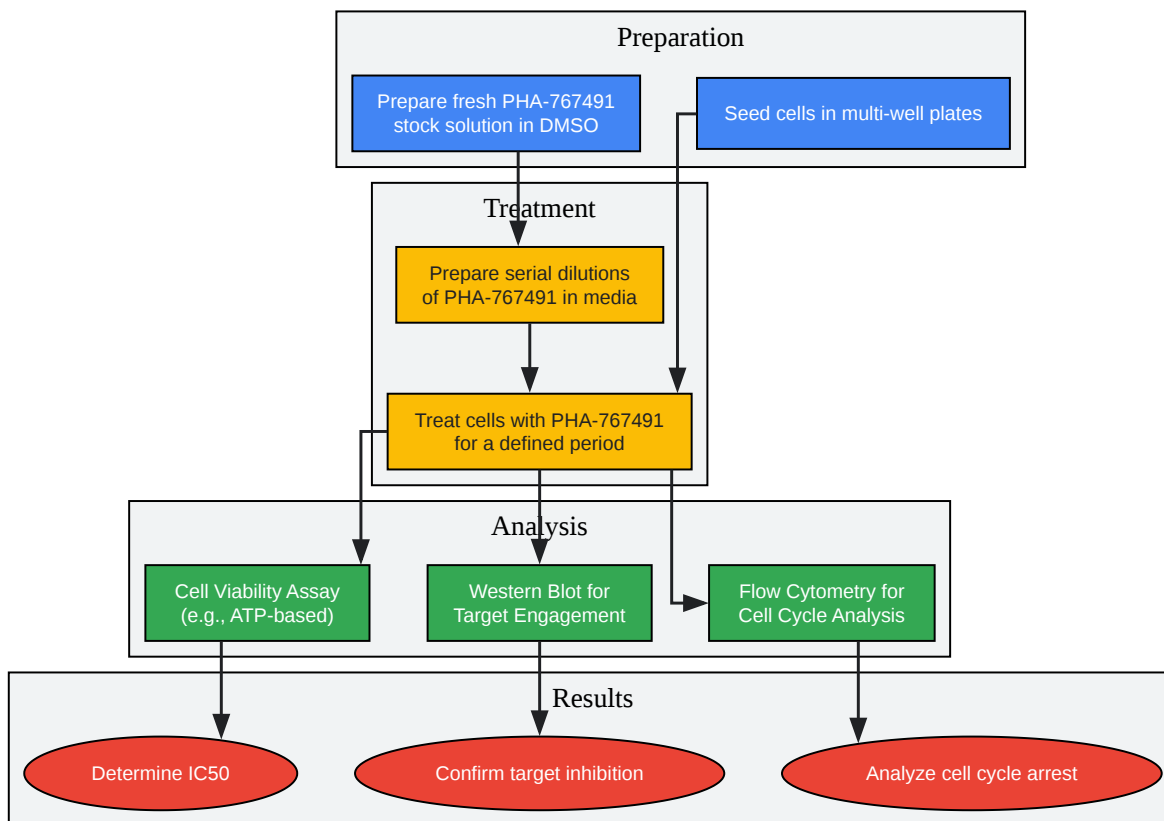 Preparation
Prepare fresh PHA-767491
stock solution in DMSO
Seed cells in multi-well plates
Treatment
Prepare serial dilutions
of PHA-767491 in media
Treat cells with PHA-767491
for a defined period
Analysis
Cell Viability Assay
(e.g., ATP-based)
Western Blot for
Target Engagement
Flow Cytometry for
Cell Cycle Analysis
Results
Determine IC50
Confirm target inhibition
Analyze cell cycle arrest